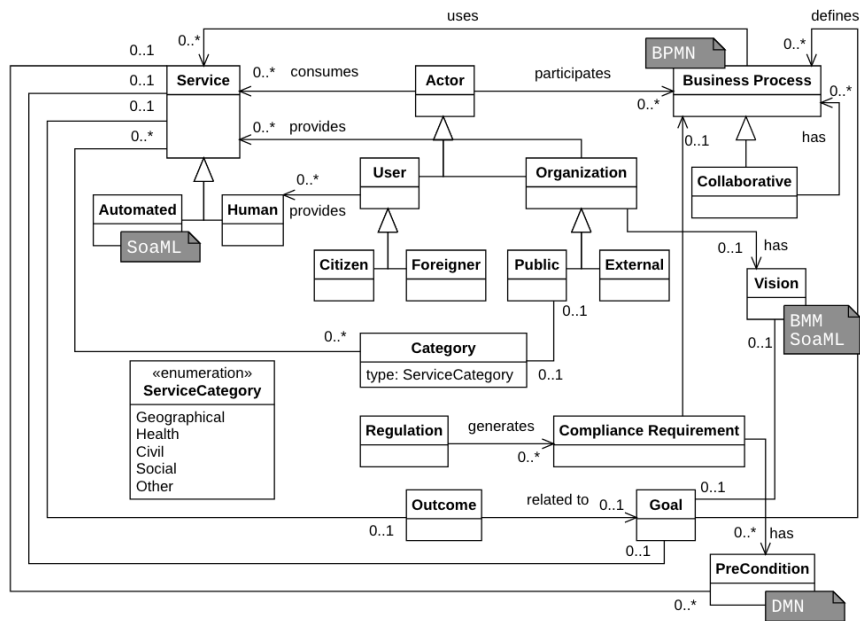 uses
defines
0..1
0..*
BPMN
0..*
Service
0..*
consumes
Actor
participates
Business Process
0..1
0..*
0..*
0..1
0..*
provides
0..1
has
0..*
User
Organization
Collaborative
0..*
Automated
Human
provides
SoaML
0..1
has
Citizen
Foreigner
Public
External
Vision
0..1
BMM
SoaML
0..*
Category
0..1
«enumeration»
type: ServiceCategory
0..1
ServiceCategory
Geographical
Health
Civil
Social
Other
Regulation
generates
Compliance Requirement
0..*
0..1
Outcome
related to
0..1
Goal
0..1
0..*
has
0..1
PreCondition
0..*
DMN